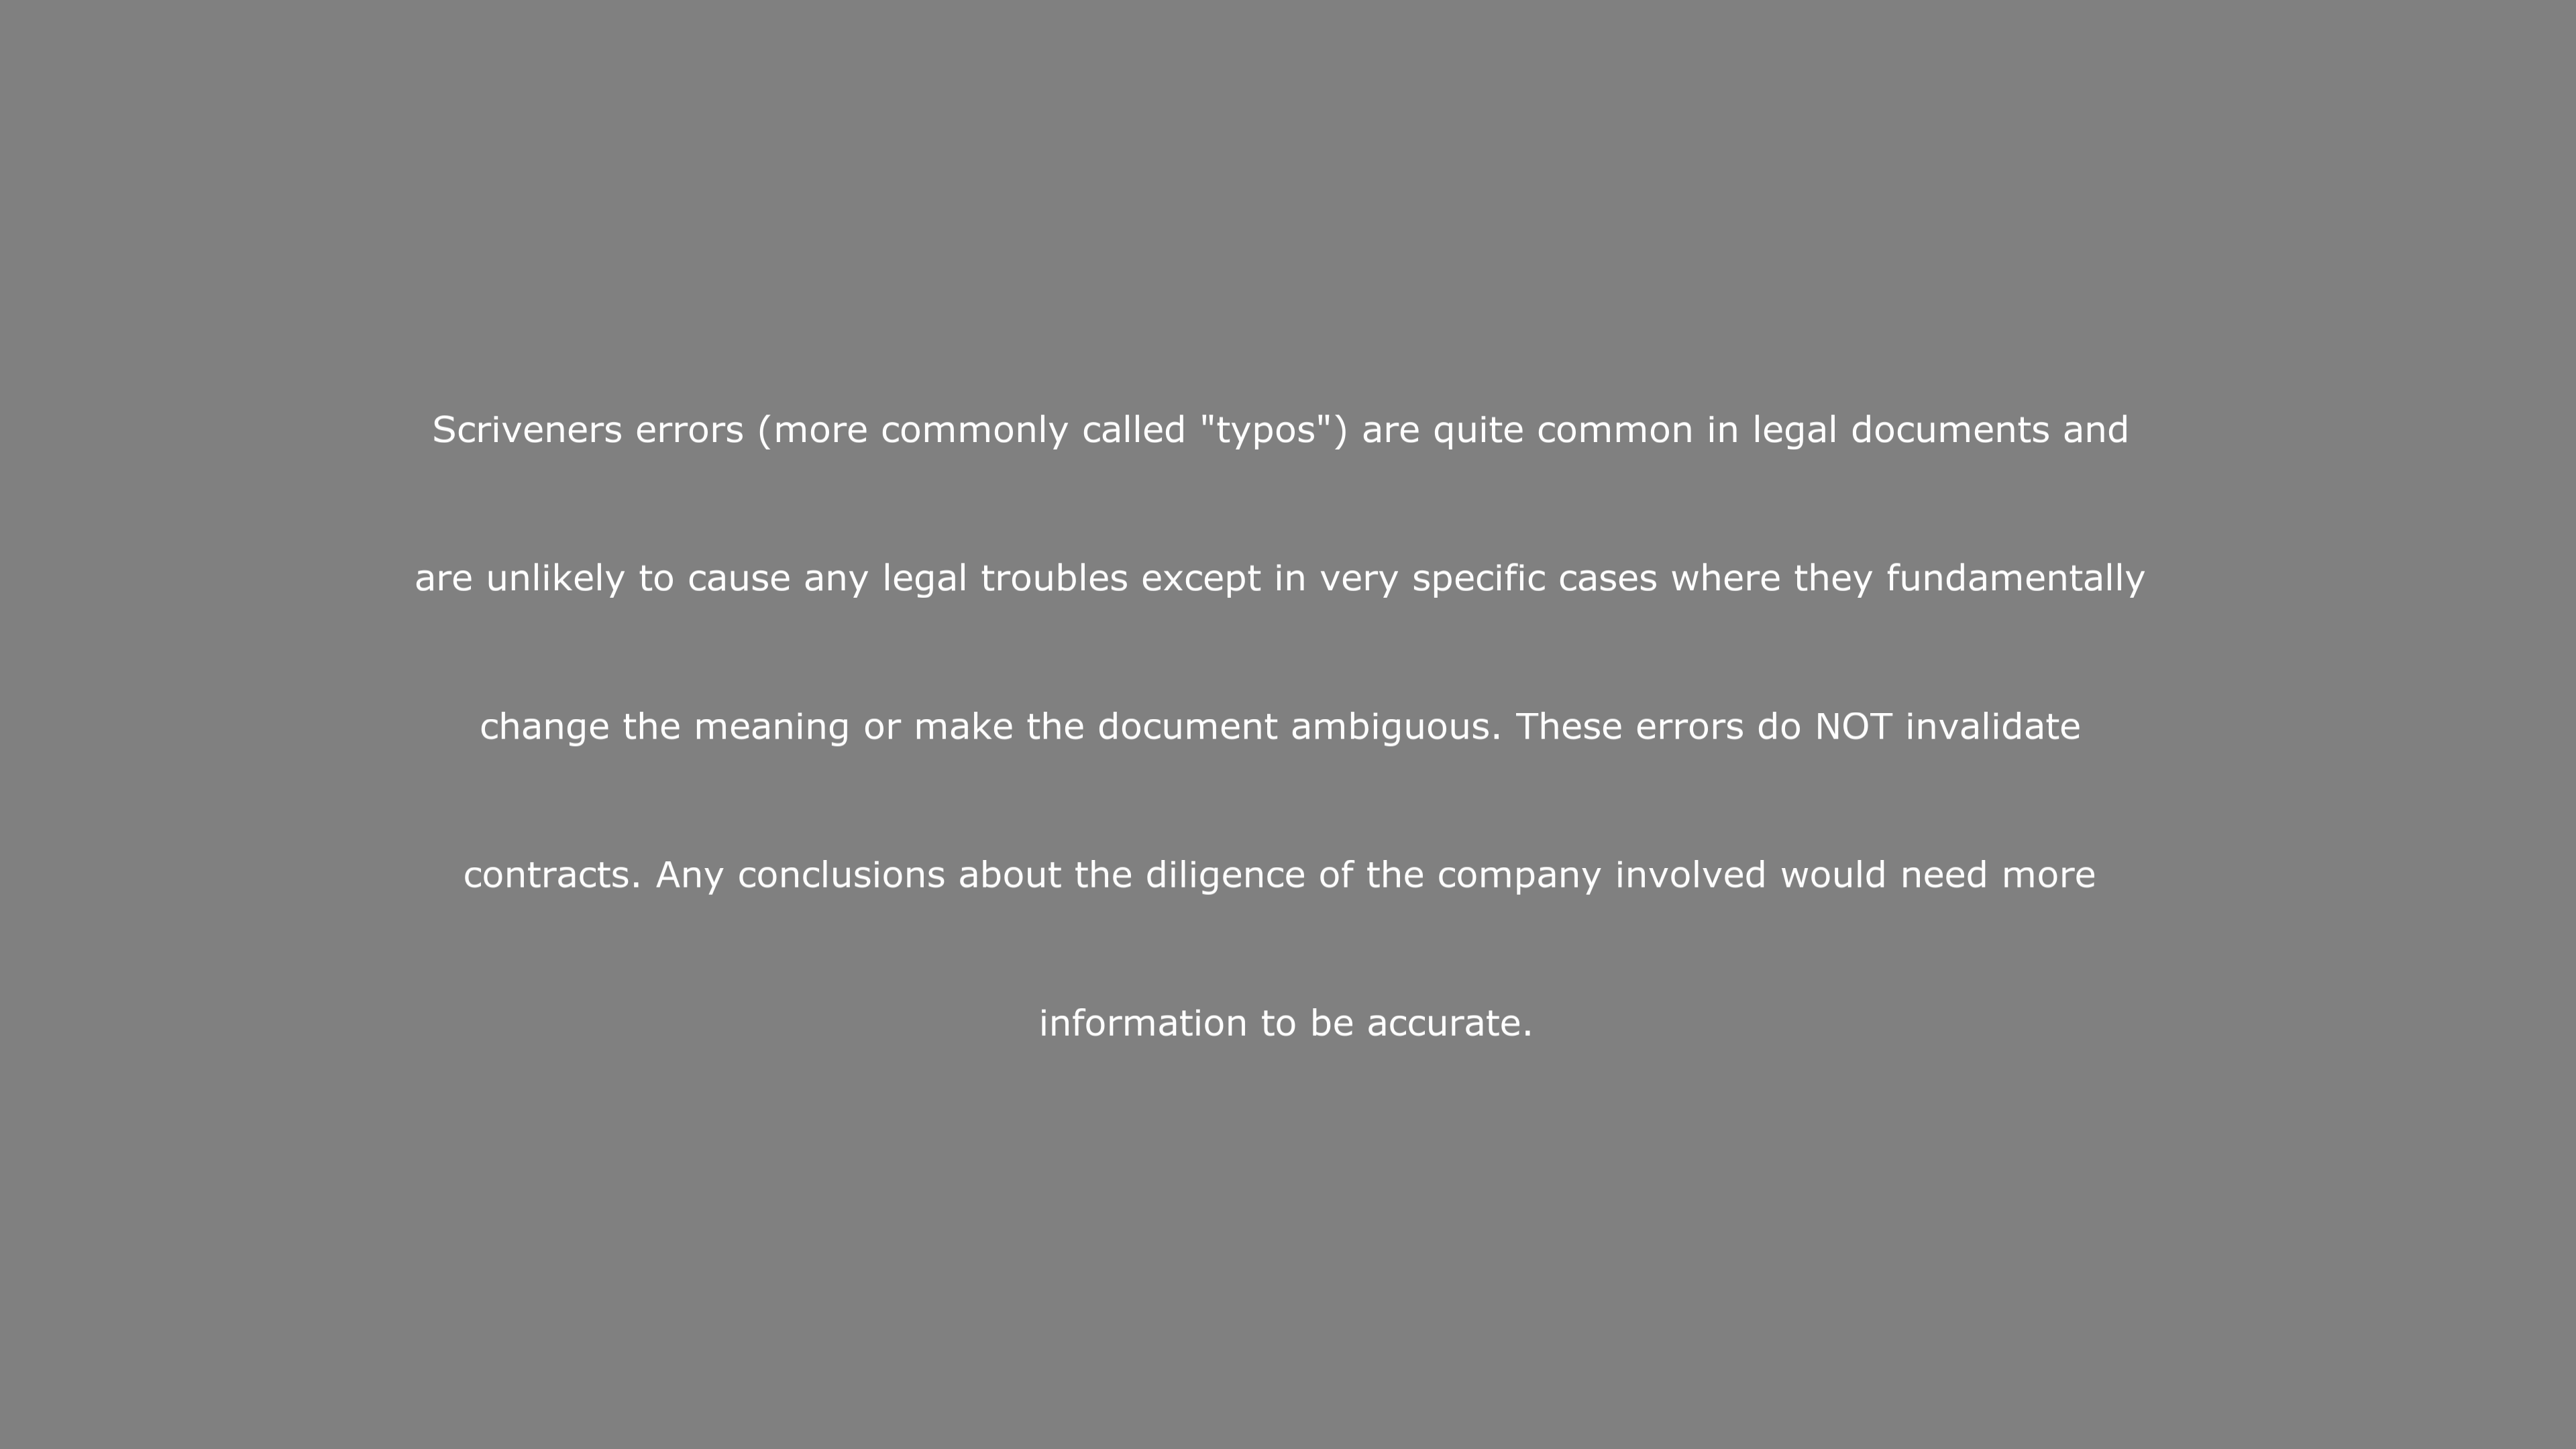 Scriveners errors (more commonly called "typos") are quite common in legal documents and
are unlikely to cause any legal troubles except in very specific cases where they fundamentally
change the meaning or make the document ambiguous. These errors do NOT invalidate
contracts. Any conclusions about the diligence of the company involved would need more
information to be accurate.